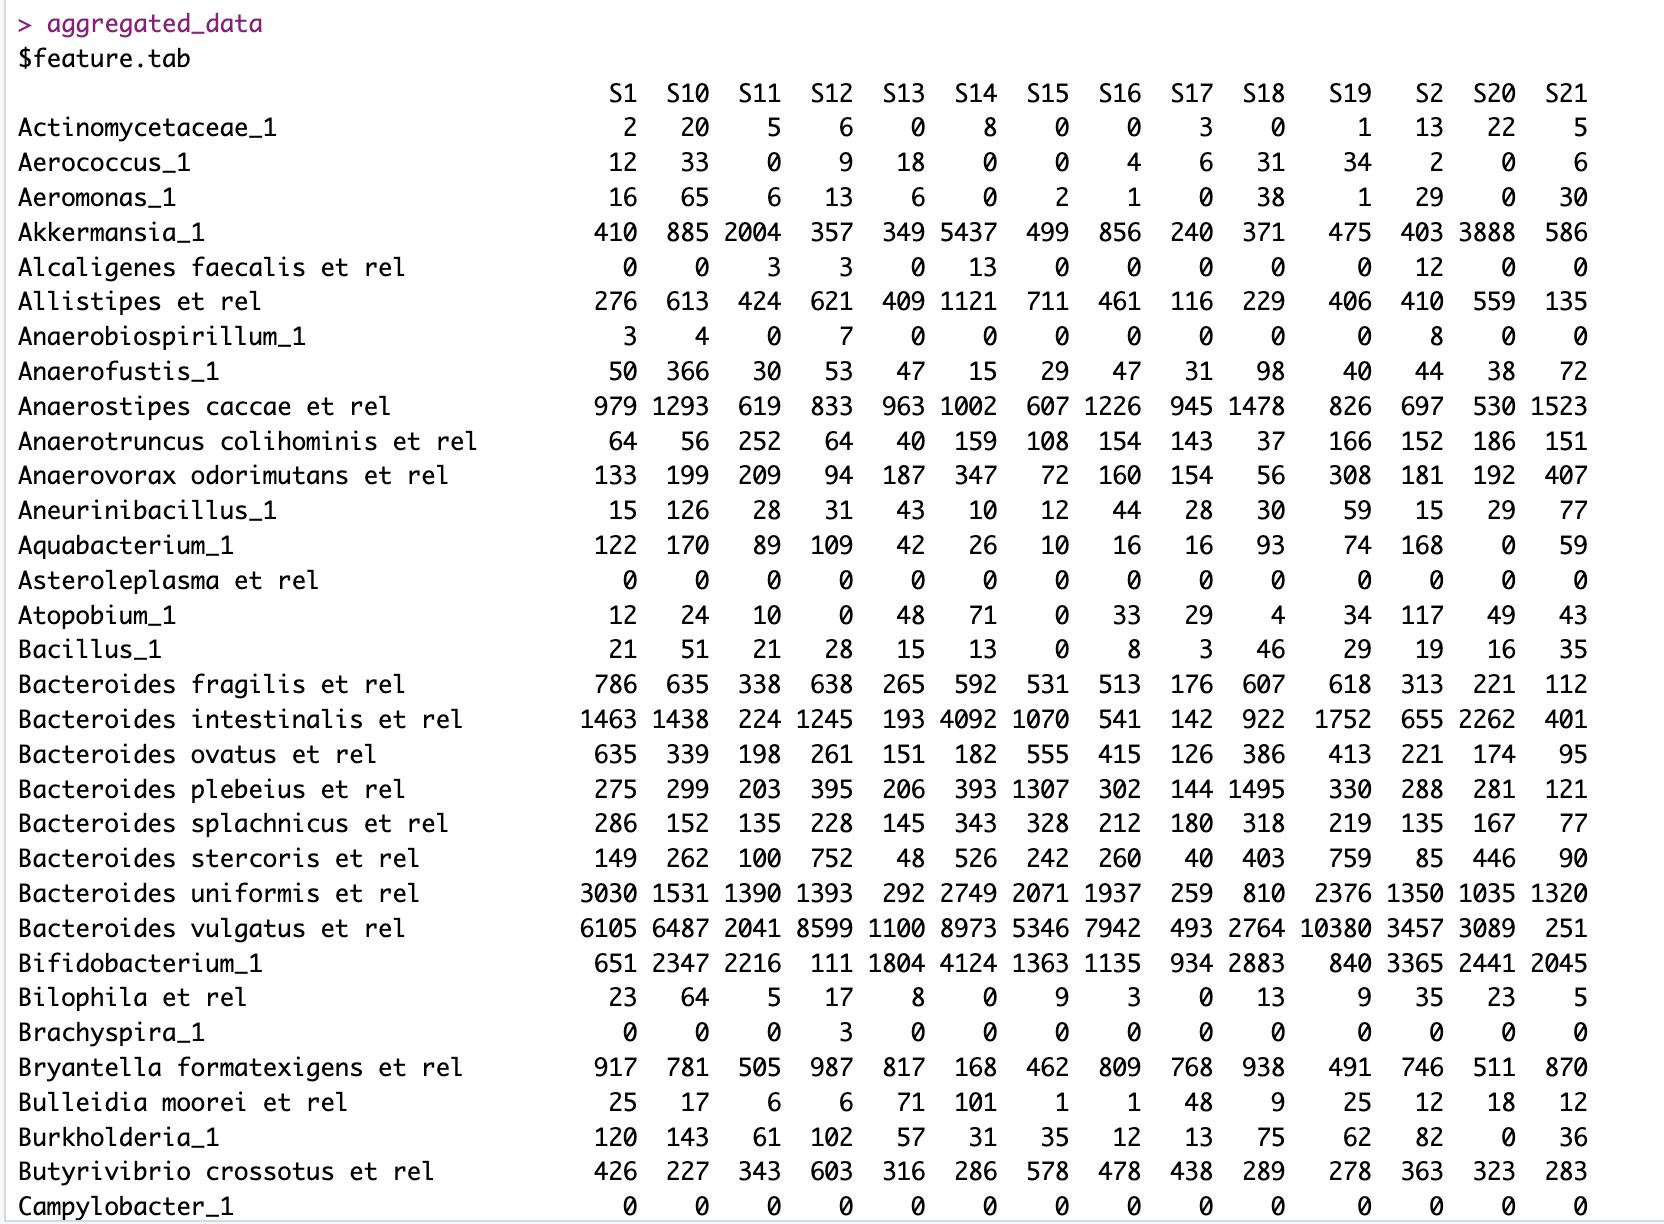 > aggregated_data
$feature.tab
S1 S10 S11 S12 S13 S14 S15 S16 S17 S18 S19 S2 S20 S21
Actinomycetaceae_1 2 20 5 6 0 8 0 0 3 0 1 13 22 5
Aerococcus_1 12 33 0 9 18 0 0 4 6 31 34 2 0 6
Aeromonas_1 16 65 6 13 6 0 2 1 0 38 1 29 0 30
Akkermansia_1 410 885 2004 357 349 5437 499 856 240 371 475 403 3888 586
Alcaligenes faecalis et rel 0 0 3 3 0 13 0 0 0 0 0 12 0 0
Allistipes et rel 276 613 424 621 409 1121 711 461 116 229 406 410 559 135
Anaerobiospirillum_1 3 4 0 7 0 0 0 0 0 0 0 8 0 0
Anaerofustis_1 50 366 30 53 47 15 29 47 31 98 40 44 38 72
Anaerostipes caccae et rel 979 1293 619 833 963 1002 607 1226 945 1478 826 697 530 1523
Anaerotruncus colihominis et rel 64 56 252 64 40 159 108 154 143 37 166 152 186 151
Anaerovorax odorimutans et rel 133 199 209 94 187 347 72 160 154 56 308 181 192 407
Aneurinibacillus_1 15 126 28 31 43 10 12 44 28 30 59 15 29 77
Aquabacterium_1 122 170 89 109 42 26 10 16 16 93 74 168 0 59
Asteroleplasma et rel 0 0 0 0 0 0 0 0 0 0 0 0 0 0
Atopobium_1 12 24 10 0 48 71 0 33 29 4 34 117 49 43
Bacillus_1 21 51 21 28 15 13 0 8 3 46 29 19 16 35
Bacteroides fragilis et rel 786 635 338 638 265 592 531 513 176 607 618 313 221 112
Bacteroides intestinalis et rel 1463 1438 224 1245 193 4092 1070 541 142 922 1752 655 2262 401
Bacteroides ovatus et rel 635 339 198 261 151 182 555 415 126 386 413 221 174 95
Bacteroides plebeius et rel 275 299 203 395 206 393 1307 302 144 1495 330 288 281 121
Bacteroides splachnicus et rel 286 152 135 228 145 343 328 212 180 318 219 135 167 77
Bacteroides stercoris et rel 149 262 100 752 48 526 242 260 40 403 759 85 446 90
Bacteroides uniformis et rel 3030 1531 1390 1393 292 2749 2071 1937 259 810 2376 1350 1035 1320
Bacteroides vulgatus et rel 6105 6487 2041 8599 1100 8973 5346 7942 493 2764 10380 3457 3089 251
Bifidobacterium_1 651 2347 2216 111 1804 4124 1363 1135 934 2883 840 3365 2441 2045
Bilophila et rel 23 64 5 17 8 0 9 3 0 13 9 35 23 5
Brachyspira_1 0 0 0 3 0 0 0 0 0 0 0 0 0 0
Bryantella formatexigens et rel 917 781 505 987 817 168 462 809 768 938 491 746 511 870
Bulleidia moorei et rel 25 17 6 6 71 101 1 1 48 9 25 12 18 12
Burkholderia_1 120 143 61 102 57 31 35 12 13 75 62 82 0 36
Butyrivibrio crossotus et rel 426 227 343 603 316 286 578 478 438 289 278 363 323 283
Campylobacter_1 0 0 0 0 0 0 0 0 0 0 0 0 0 0